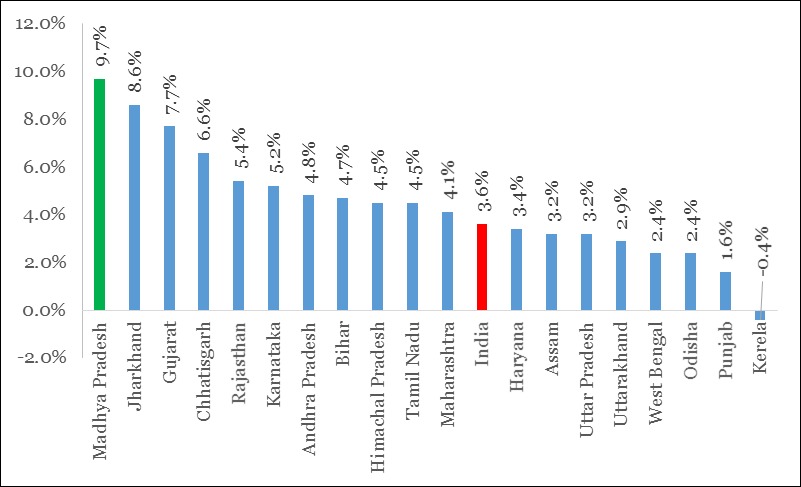 12.0%
10.0%
8.0%
6.0%
4.0%
2.0%
0.0%
-2.0%
9.7%
8.6%
7.7%
6.6%
5.4%
5.2%
4.8%
4.7%
4.5%
4.5%
4.1%
3.6%
3.4%
3.2%
3.2%
2.9%
2.4%
2.4%
1.6%
-0.4%
Madhya Pradesh
Jharkhand
Gujarat
Chhatisgarh
Rajasthan
Karnataka
Andhra Pradesh
Bihar
Himachal Pradesh
Tamil Nadu
Maharashtra
India
Haryana
Assam
Uttar Pradesh
Uttarakhand
West Bengal
Odisha
Punjab
Kerela